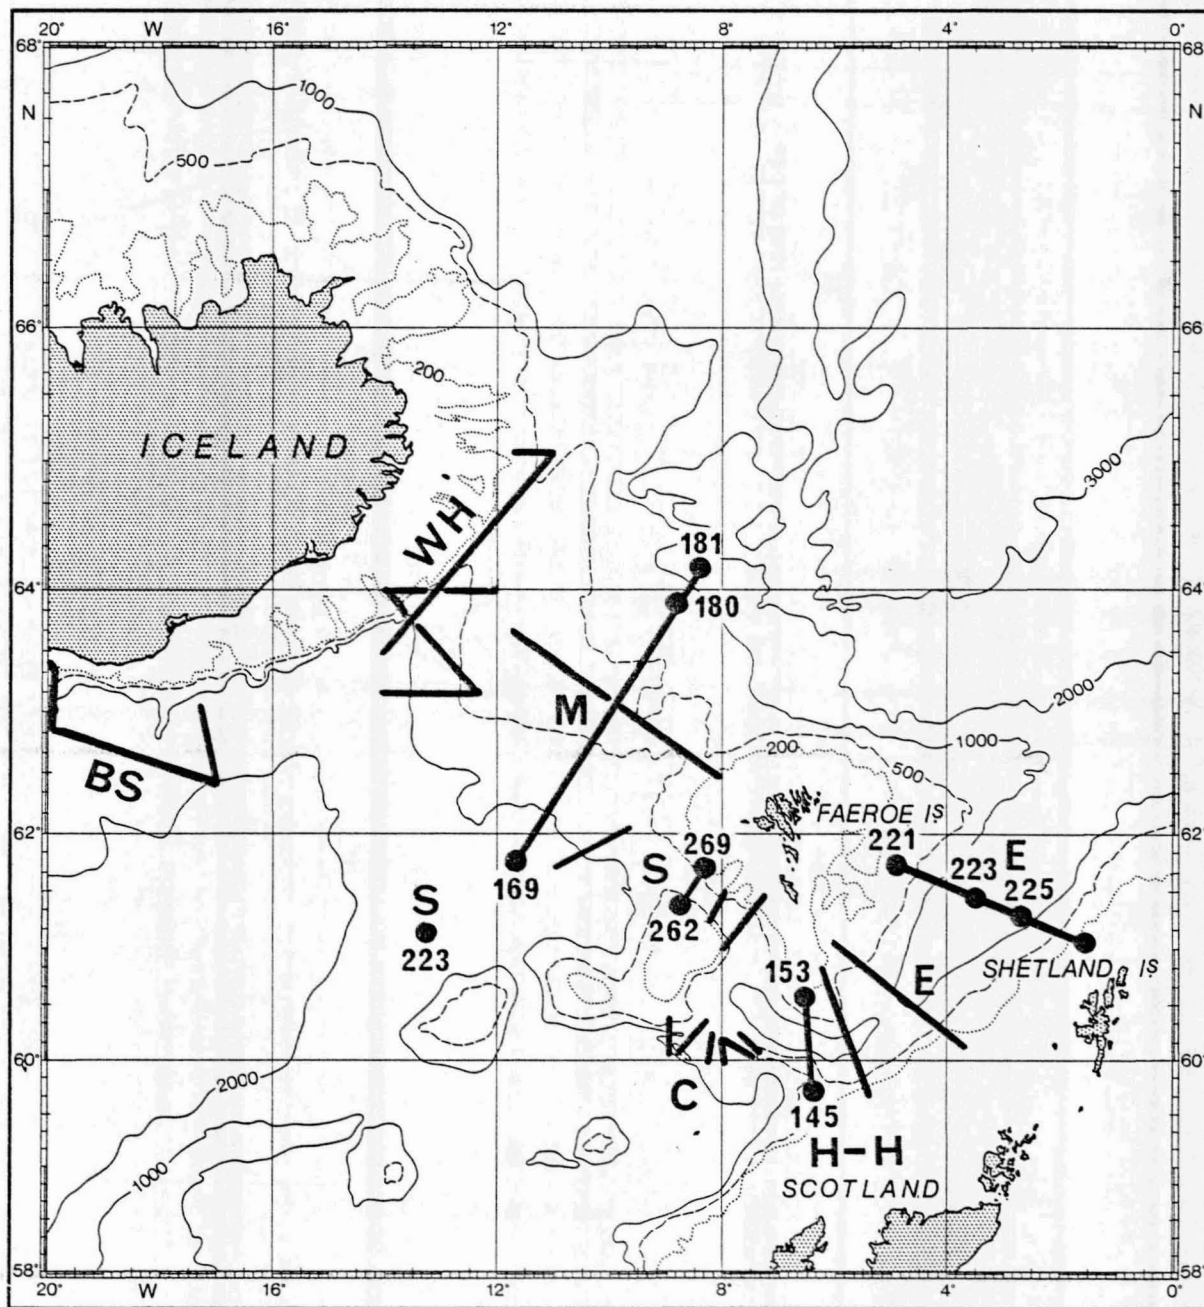 20° W 16° 12° 8° 4° 0°
68° 68°
N N
1000
500
66° 66°
200
ICELAND
3000
WH
181
64° 64°
180
2000
M
200 1000
500
BS
FAEROE IS
62° 62°
269 221
S 223 E
169 225
S 262
223 153 SHETLAND IS
E
60° 60°
2000
C
145
H-H
1000
SCOTLAND
58° 58°
20° W 16° 12° 8° 4° 0°